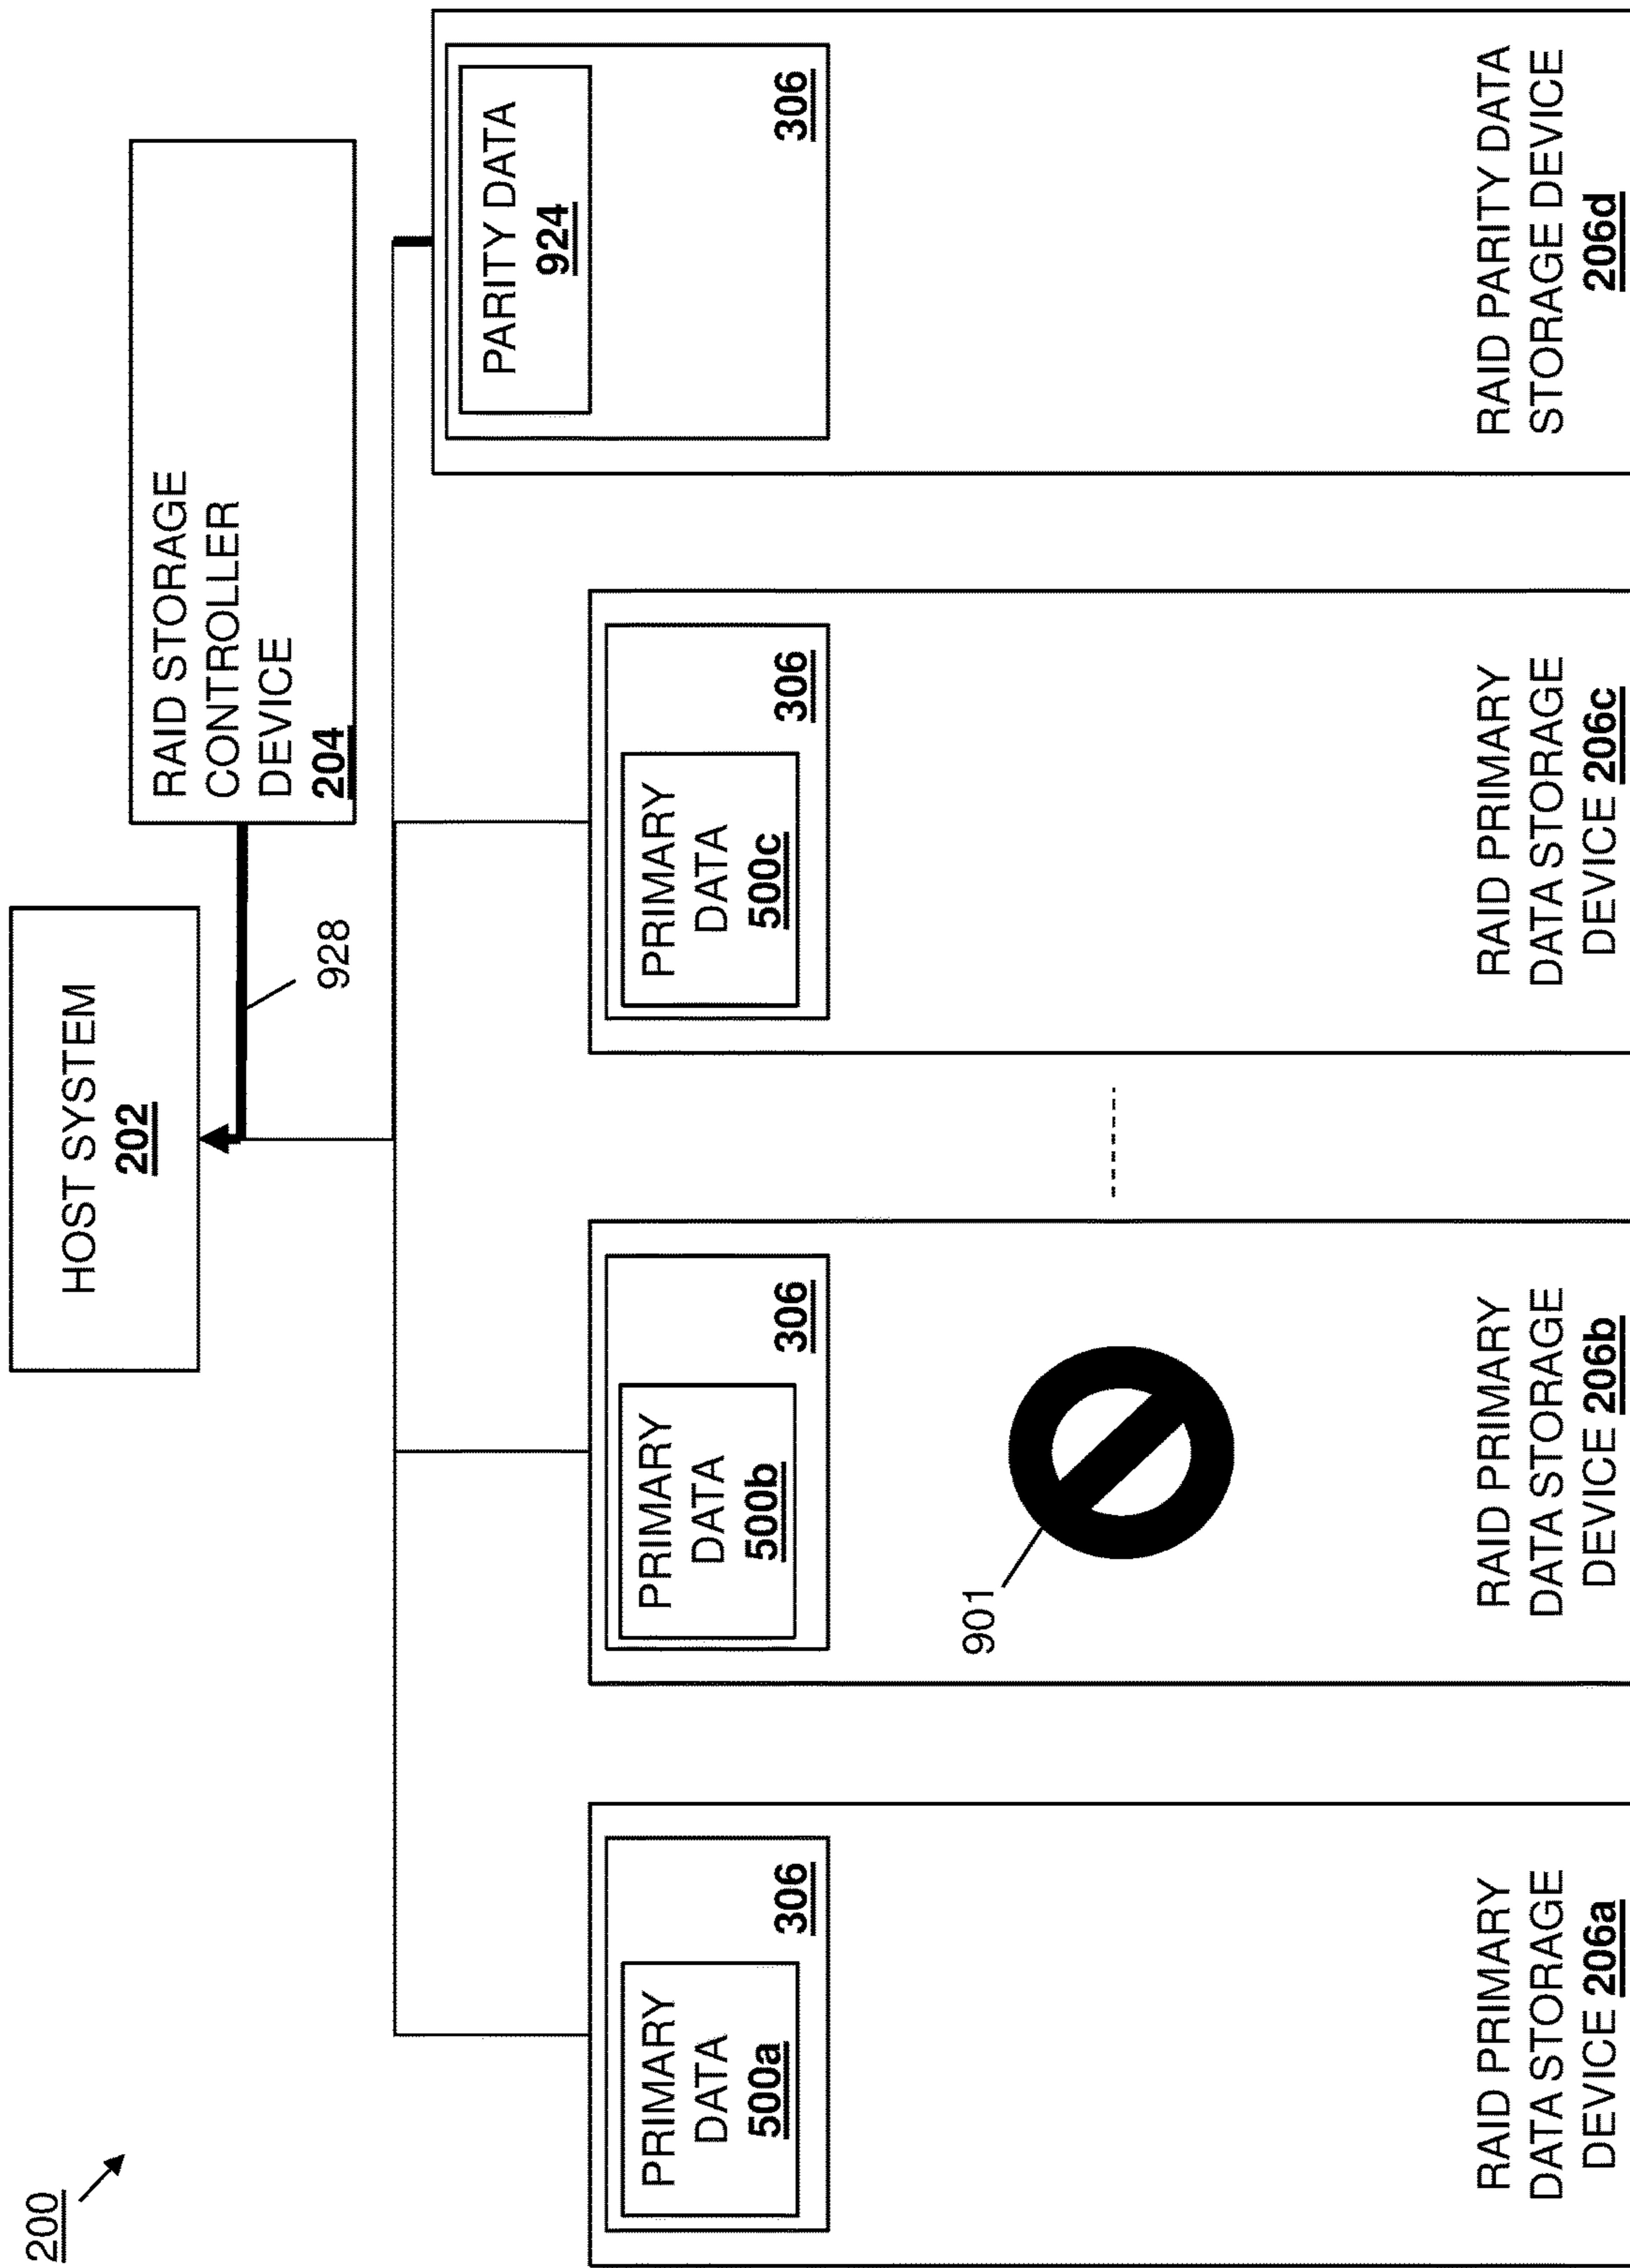 200
HOST SYSTEM
202
RAID STORAGE
CONTROLLER
DEVICE
204
928
PRIMARY
DATA
500a
306
RAID PRIMARY
DATA STORAGE
DEVICE 206a
PRIMARY
DATA
500b
306
901
RAID PRIMARY
DATA STORAGE
DEVICE 206b
PRIMARY
DATA
500c
306
RAID PRIMARY
DATA STORAGE
DEVICE 206c
PARITY DATA
924
306
RAID PARITY DATA
STORAGE DEVICE
206d